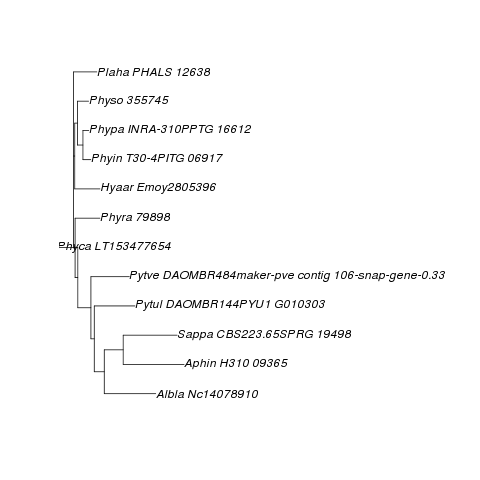 Plaha PHALS 12638
Physo 355745
Phypa INRA-310PPTG 16612
Phyin T30-4PITG 06917
Hyaar Emoy2805396
Phyra 79898
Phyca LT153477654
Pytve DAOMBR484maker-pve contig 106-snap-gene-0.33
Pytul DAOMBR144PYU1 G010303
Sappa CBS223.65SPRG 19498
Aphin H310 09365
Albla Nc14078910